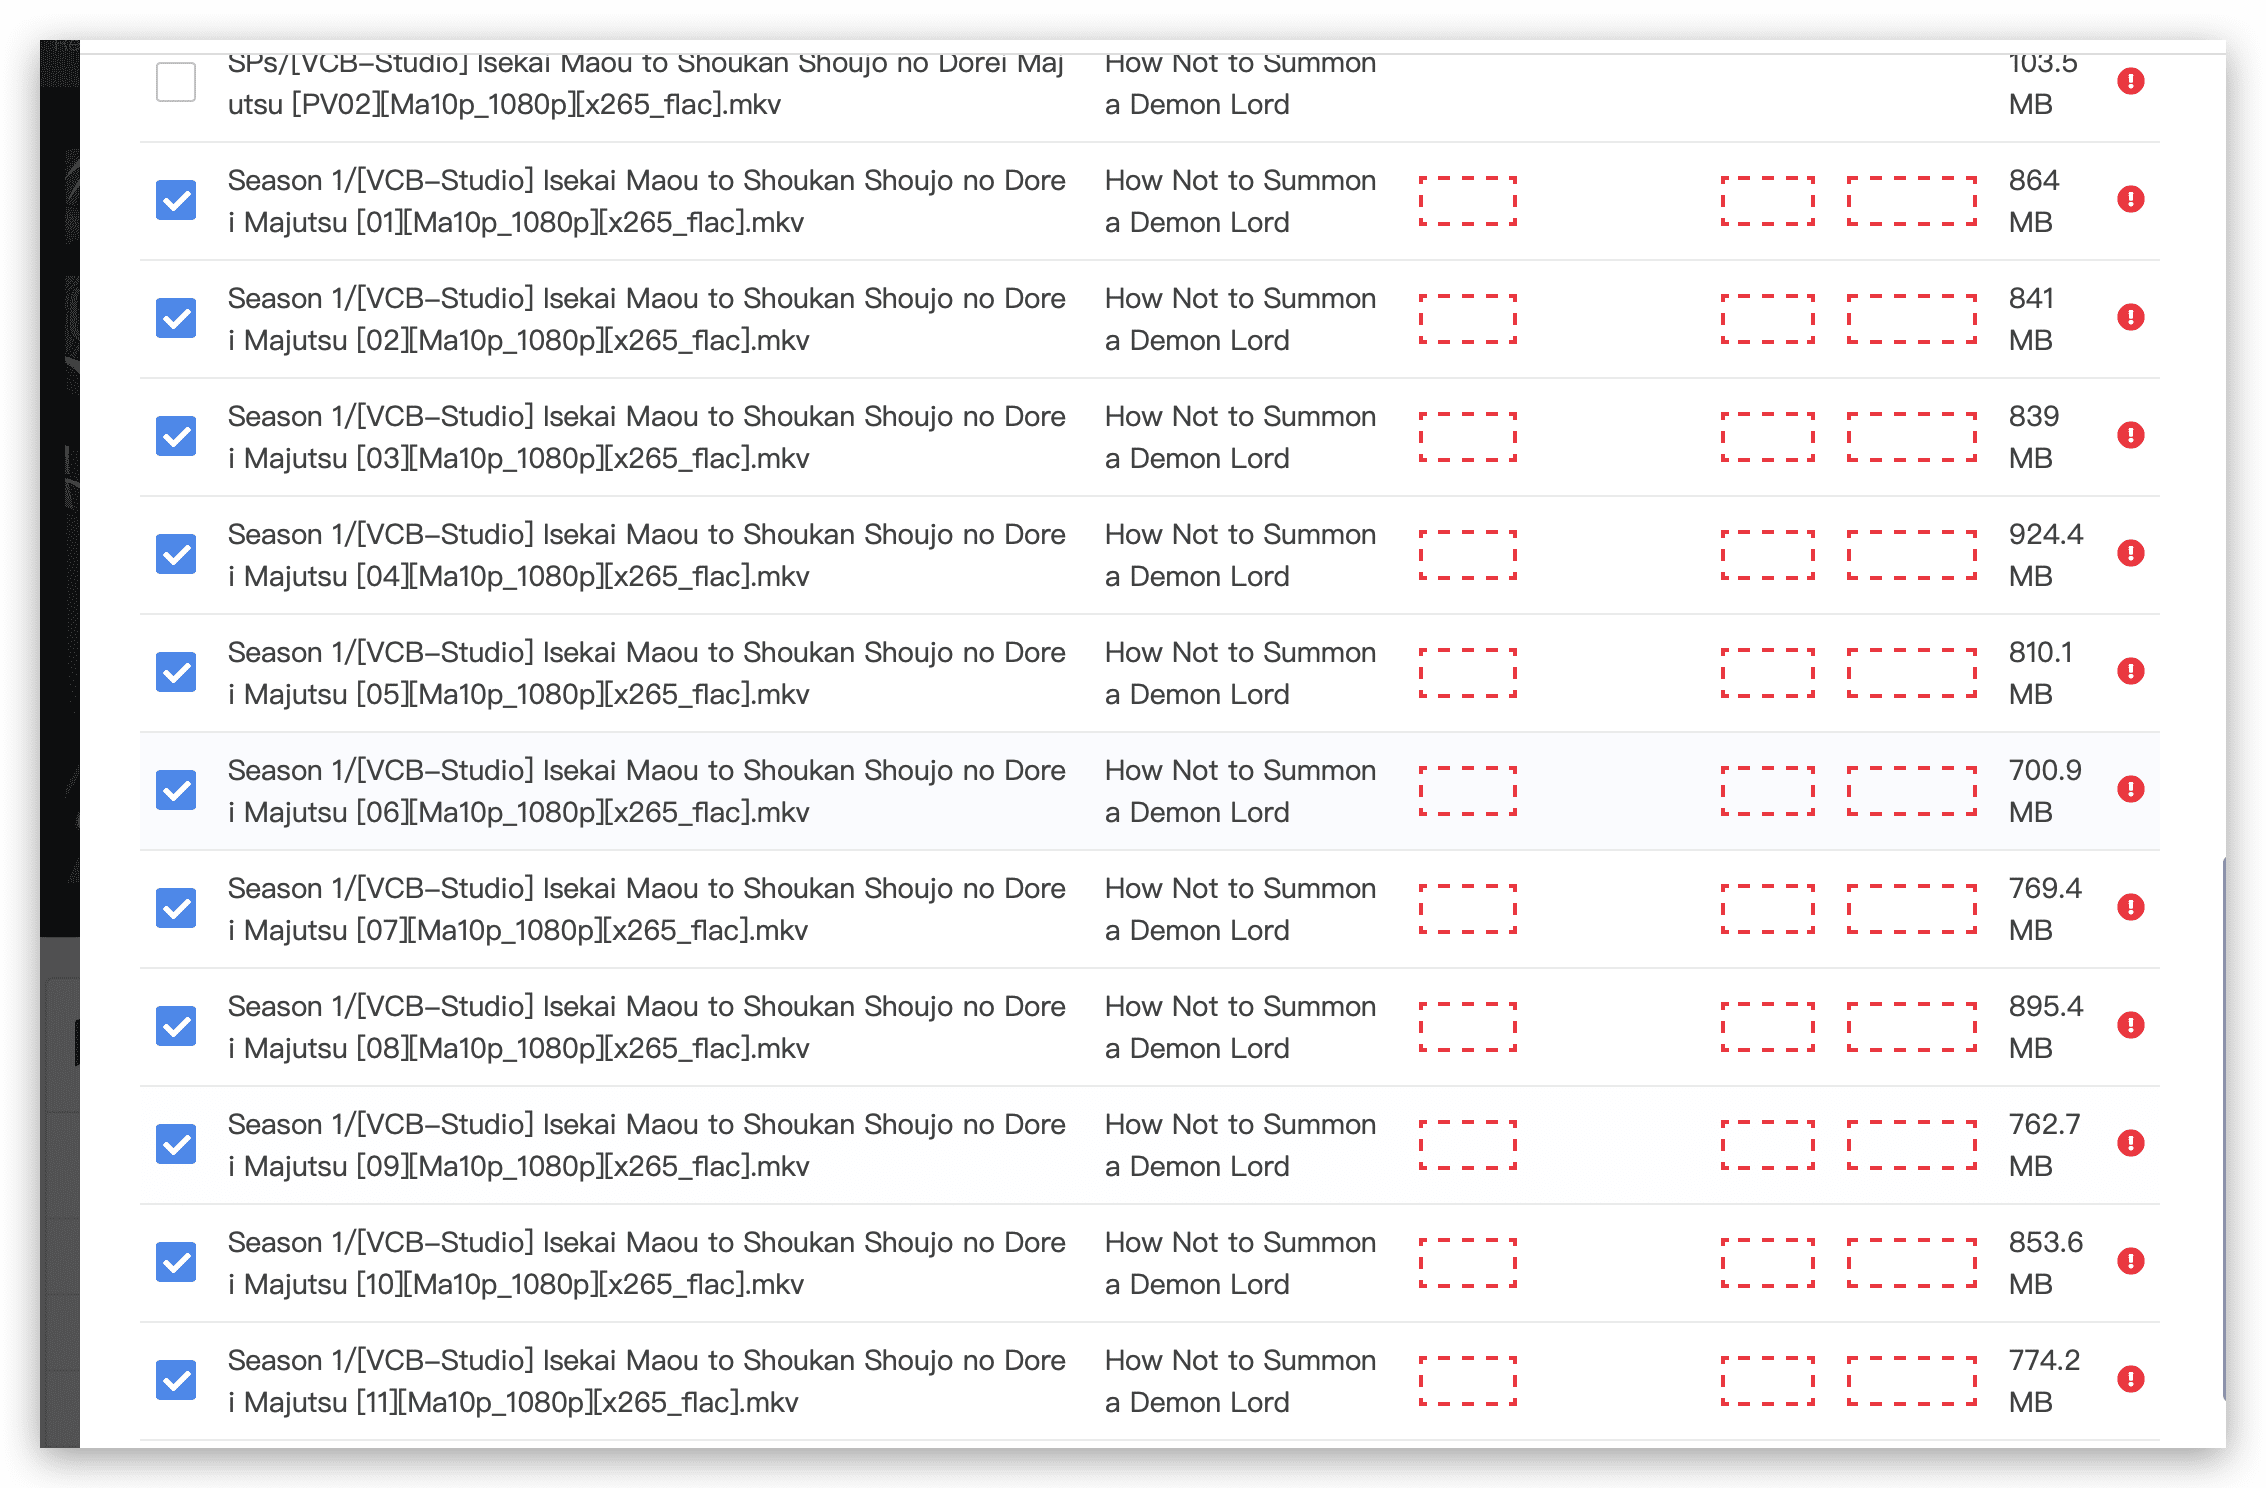 SPs/[VCB-Studio] Isekai Maou to Shoukan Shoujo no Dorei Maj
utsu [PV02][Ma10p_1080p][x265_flac].mkv
How Not to Summon
a Demon Lord
103.5
MB
Season 1/[VCB-Studio] Isekai Maou to Shoukan Shoujo no Dore
i Majutsu [01][Ma10p_1080p][x265_flac].mkv
How Not to Summon
a Demon Lord
864
MB
Season 1/[VCB-Studio] Isekai Maou to Shoukan Shoujo no Dore
i Majutsu [02][Ma10p_1080p][x265_flac].mkv
How Not to Summon
a Demon Lord
841
MB
Season 1/[VCB-Studio] Isekai Maou to Shoukan Shoujo no Dore
i Majutsu [03][Ma10p_1080p][x265_flac].mkv
How Not to Summon
a Demon Lord
839
MB
Season 1/[VCB-Studio] Isekai Maou to Shoukan Shoujo no Dore
i Majutsu [04][Ma10p_1080p][x265_flac].mkv
How Not to Summon
a Demon Lord
924.4
MB
Season 1/[VCB-Studio] Isekai Maou to Shoukan Shoujo no Dore
i Majutsu [05][Ma10p_1080p][x265_flac].mkv
How Not to Summon
a Demon Lord
810.1
MB
Season 1/[VCB-Studio] Isekai Maou to Shoukan Shoujo no Dore
i Majutsu [06][Ma10p_1080p][x265_flac].mkv
How Not to Summon
a Demon Lord
700.9
MB
Season 1/[VCB-Studio] Isekai Maou to Shoukan Shoujo no Dore
i Majutsu [07][Ma10p_1080p][x265_flac].mkv
How Not to Summon
a Demon Lord
769.4
MB
Season 1/[VCB-Studio] Isekai Maou to Shoukan Shoujo no Dore
i Majutsu [08][Ma10p_1080p][x265_flac].mkv
How Not to Summon
a Demon Lord
895.4
MB
Season 1/[VCB-Studio] Isekai Maou to Shoukan Shoujo no Dore
i Majutsu [09][Ma10p_1080p][x265_flac].mkv
How Not to Summon
a Demon Lord
762.7
MB
Season 1/[VCB-Studio] Isekai Maou to Shoukan Shoujo no Dore
i Majutsu [10][Ma10p_1080p][x265_flac].mkv
How Not to Summon
a Demon Lord
853.6
MB
Season 1/[VCB-Studio] Isekai Maou to Shoukan Shoujo no Dore
i Majutsu [11][Ma10p_1080p][x265_flac].mkv
How Not to Summon
a Demon Lord
774.2
MB